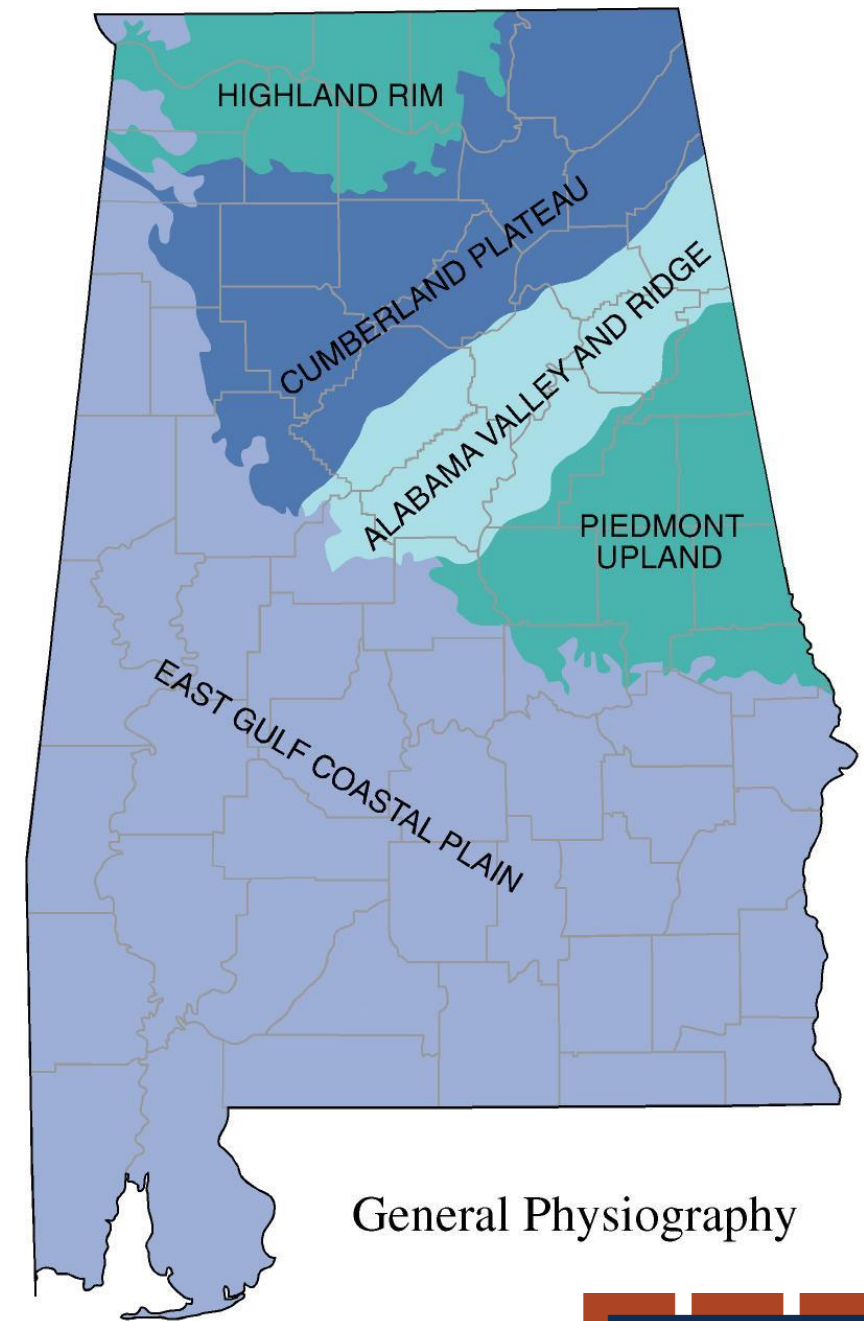 HIGHLAND RIM
CUMBERLAND PLATEAU
ALABAMA VALLEY AND RIDGE
PIEDMONT
UPLAND
EAST GULF COASTAL PLAIN
General Physiography